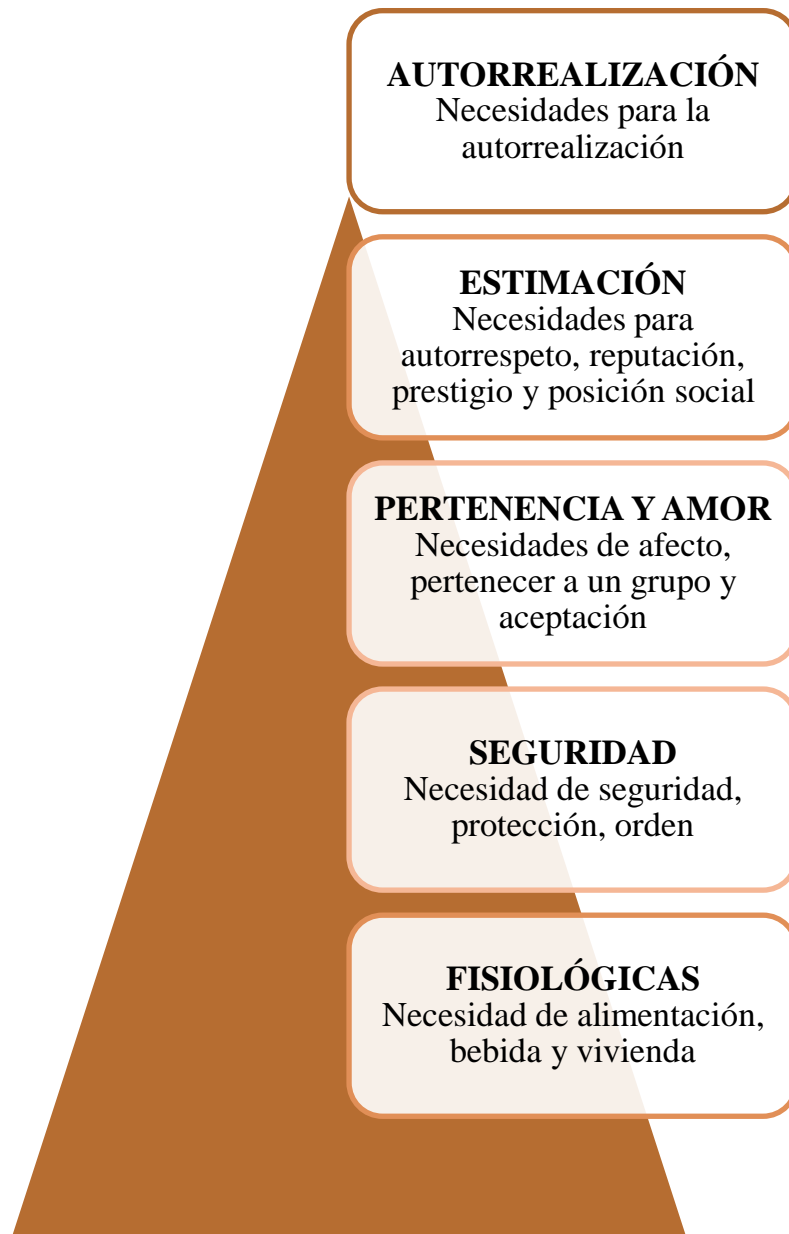 AUTORREALIZACIÓN
Necesidades para la
autorrealización
ESTIMACIÓN
Necesidades para
autorrespeto, reputación,
prestigio y posición social
PERTENENCIA Y AMOR
Necesidades de afecto,
pertenecer a un grupo y
aceptación
SEGURIDAD
Necesidad de seguridad,
protección, orden
FISIOLÓGICAS
Necesidad de alimentación,
bebida y vivienda